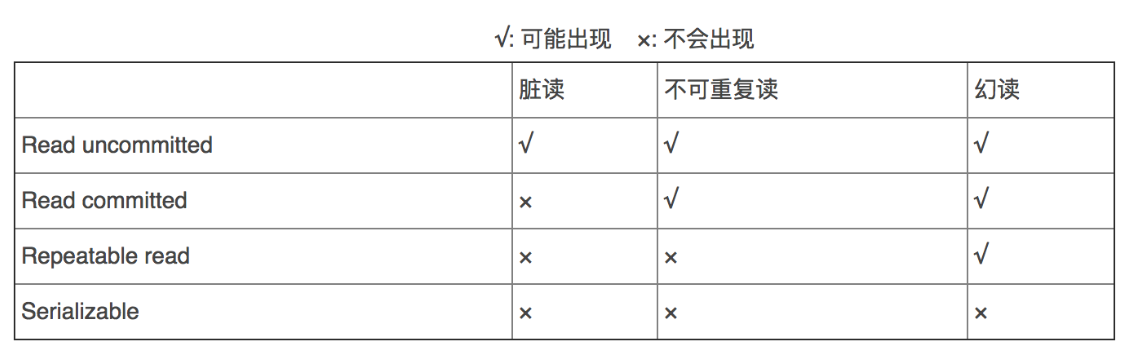 √: 可能出现 ×: 不会出现
脏读 不可重复读 幻读
Read uncommitted √ √ √
Read committed × √ √
Repeatable read × × √
Serializable × × ×